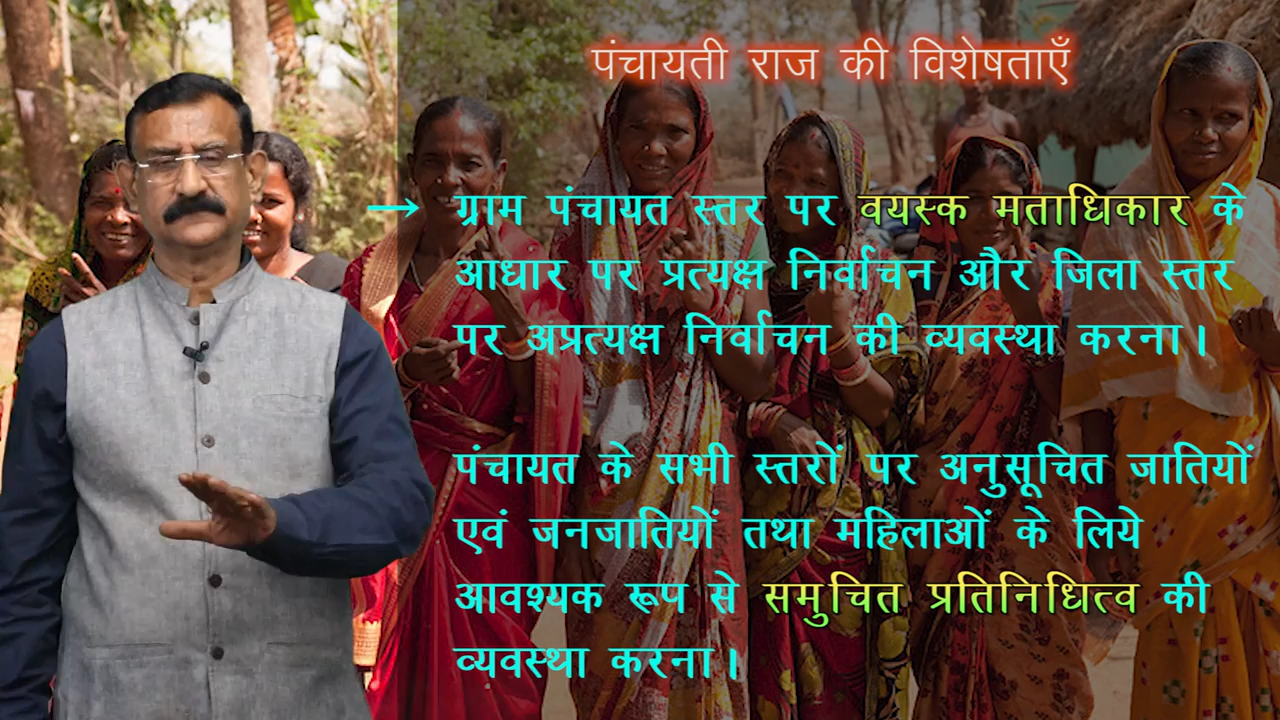 पंचायती राज की विशेषताएँ
→ ग्राम पंचायत स्तर पर वयस्क मताधिकार के
आधार पर प्रत्यक्ष निर्वाचन और जिला स्तर
पर अप्रत्यक्ष निर्वाचन की व्यवस्था करना।
पंचायत के सभी स्तरों पर अनुसूचित जातियों
एवं जनजातियों तथा महिलाओं के लिये
आवश्यक रूप से समुचित प्रतिनिधित्व की
व्यवस्था करना।